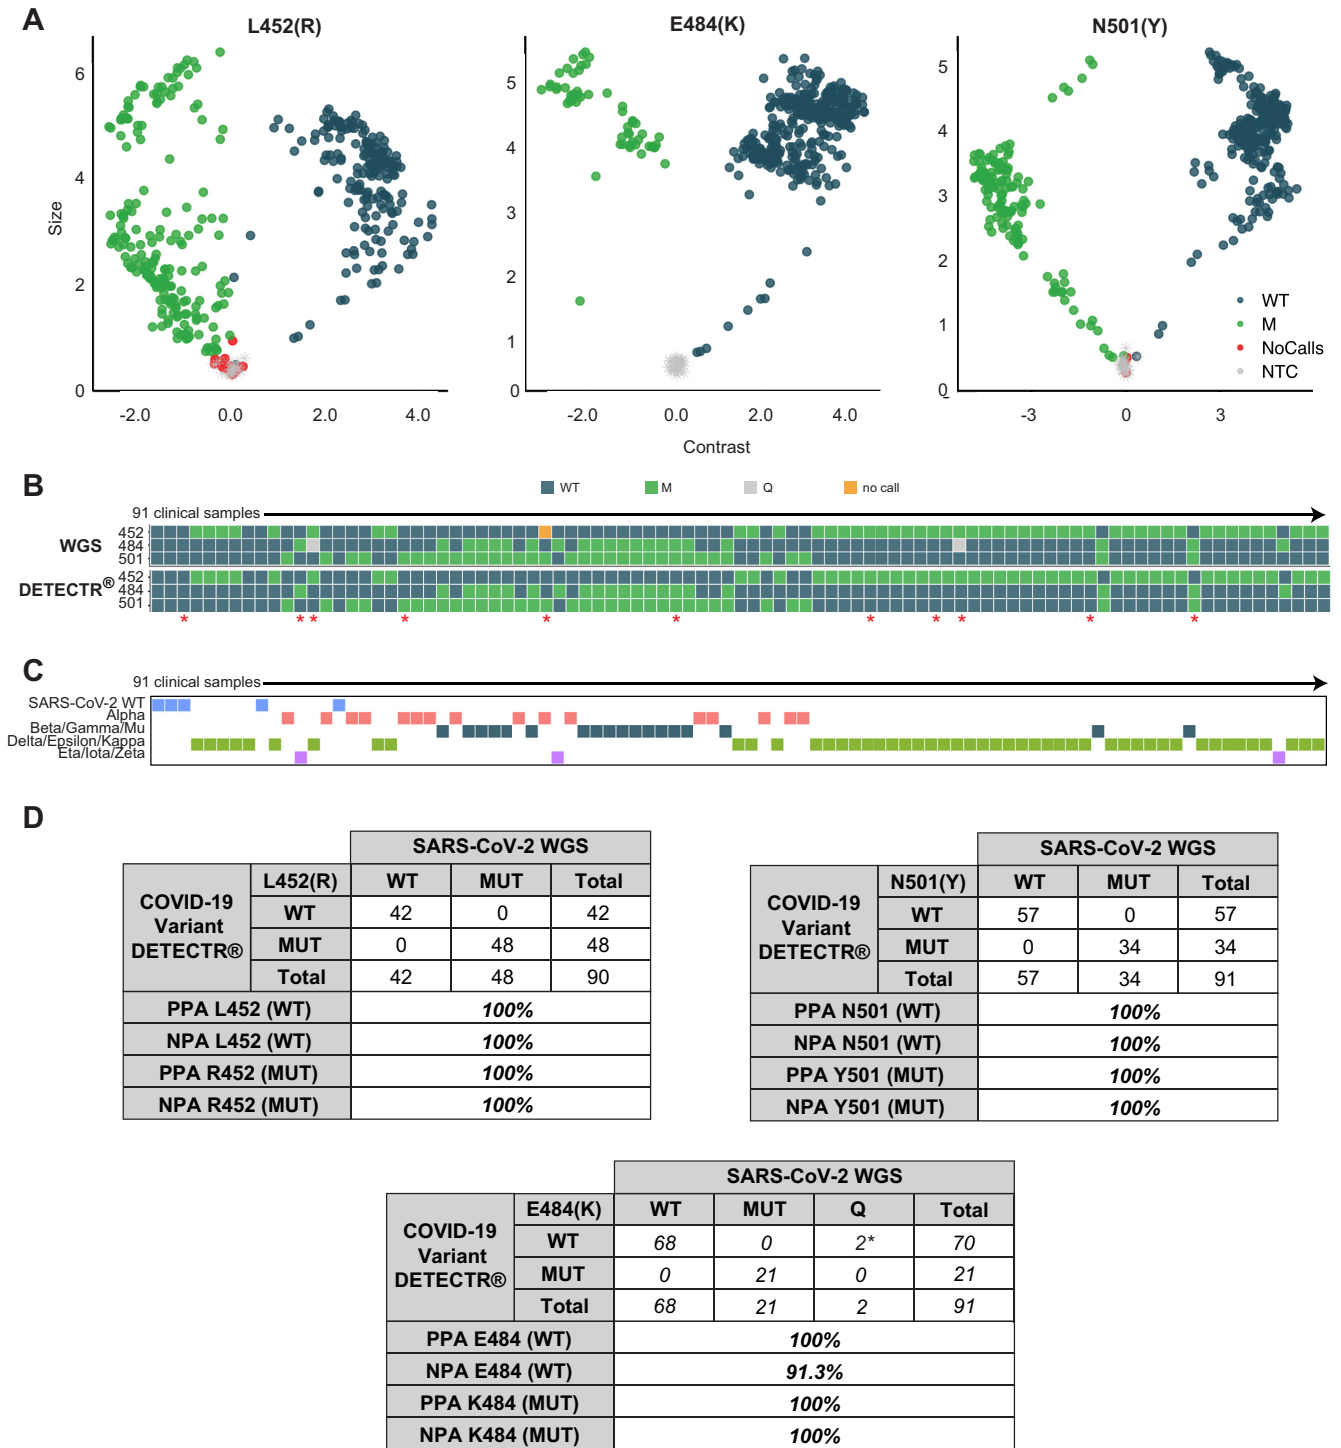 A
L452(R)
E484(K)
N501(Y)
Size
6
4
2
0
-2.0 0.0 2.0 4.0
5
4
3
2
1
0
-2.0 0.0 2.0 4.0
5
4
3
2
1
0
-3 0 3
WT
M
NoCalls
NTC
Contrast
B
WT M Q no call
91 clinical samples
WGS
452
484
501
DETECTR®
452
484
501
* * * * * * * * * * *
C
91 clinical samples
SARS-CoV-2 WT
Alpha
Beta/Gamma/Mu
Delta/Epsilon/Kappa
Eta/Iota/Zeta
D
SARS-CoV-2 WGS
COVID-19 Variant DETECTR®
L452(R) WT MUT Total
WT 42 0 42
MUT 0 48 48
Total 42 48 90
PPA L452 (WT) 100%
NPA L452 (WT) 100%
PPA R452 (MUT) 100%
NPA R452 (MUT) 100%
SARS-CoV-2 WGS
COVID-19 Variant DETECTR®
N501(Y) WT MUT Total
WT 57 0 57
MUT 0 34 34
Total 57 34 91
PPA N501 (WT) 100%
NPA N501 (WT) 100%
PPA Y501 (MUT) 100%
NPA Y501 (MUT) 100%
SARS-CoV-2 WGS
COVID-19 Variant DETECTR®
E484(K) WT MUT Q Total
WT 68 0 2* 70
MUT 0 21 0 21
Total 68 21 2 91
PPA E484 (WT) 100%
NPA E484 (WT) 91.3%
PPA K484 (MUT) 100%
NPA K484 (MUT) 100%